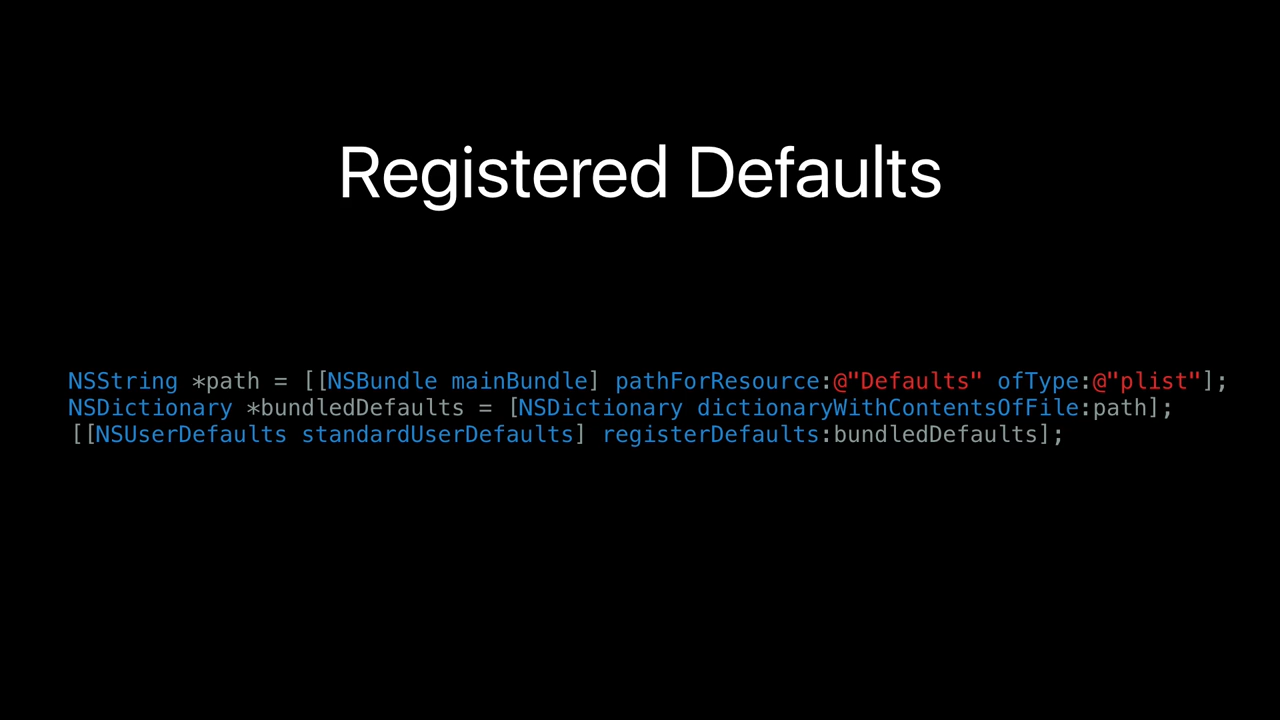 Registered Defaults
NSString *path = [[NSBundle mainBundle] pathForResource:@"Defaults" ofType:@"plist"];
NSDictionary *bundledDefaults = [NSDictionary dictionaryWithContentsOfFile:path];
[[NSUserDefaults standardUserDefaults] registerDefaults:bundledDefaults];